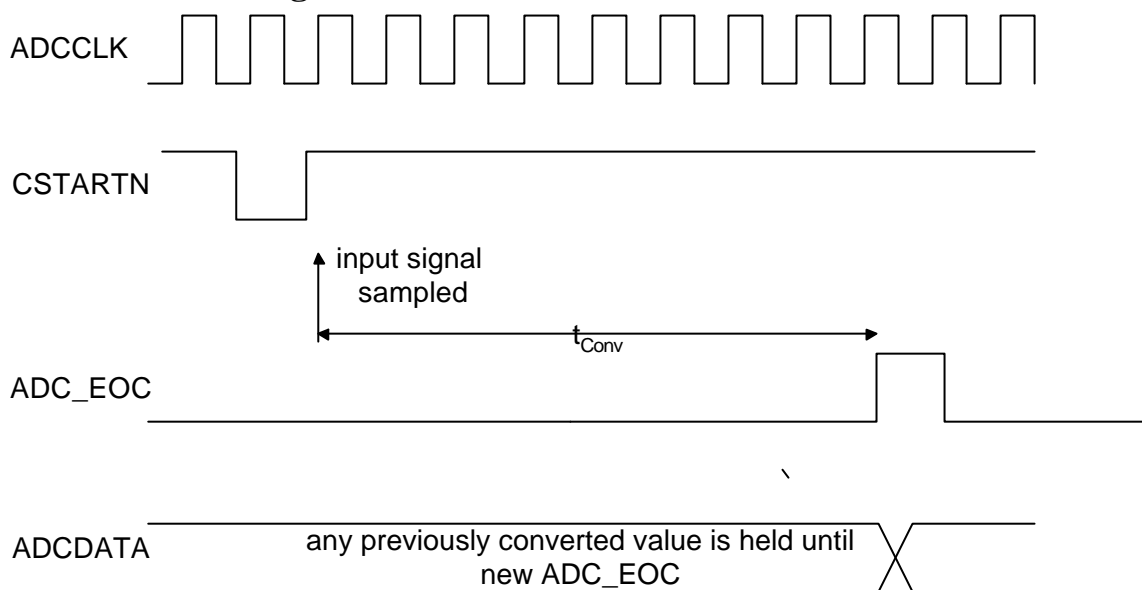 ADCCLK
CSTARTN
input signal
sampled
tConv
ADC_EOC
ADCDATA
any previously converted value is held until
new ADC_EOC